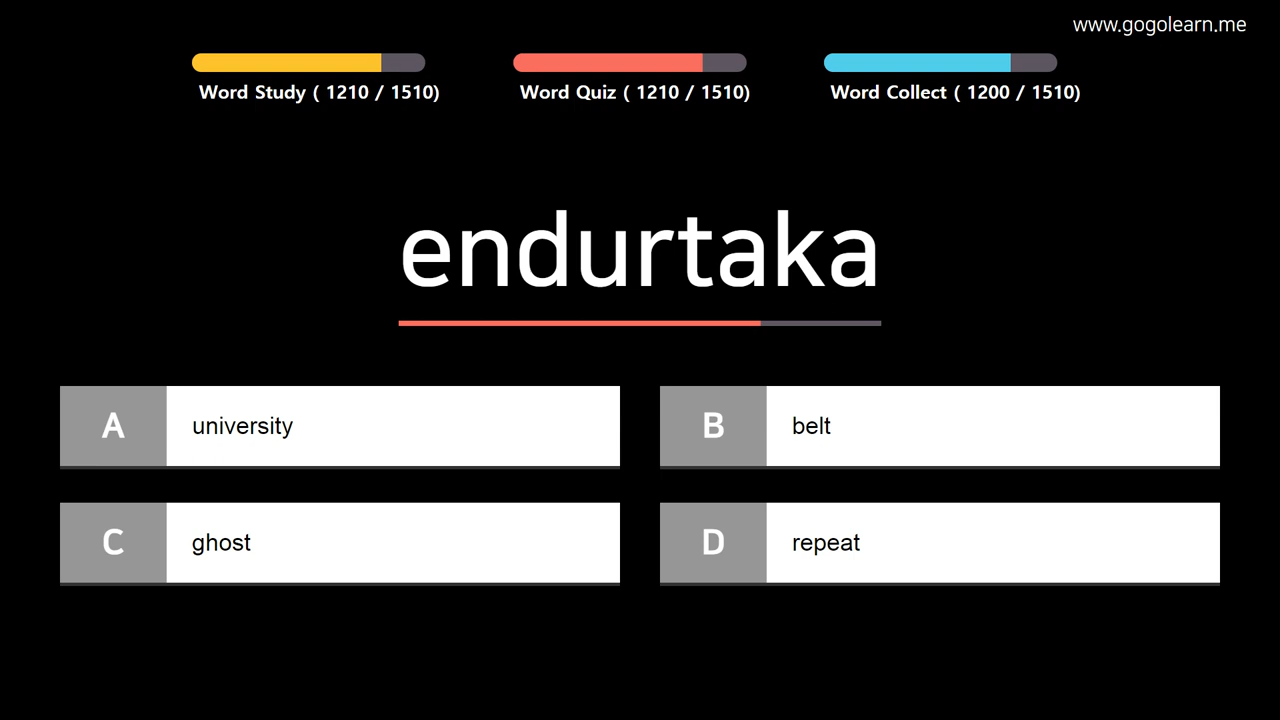 www.gogolearn.me
Word Study ( 1210 / 1510)
Word Quiz ( 1210 / 1510)
Word Collect ( 1200 / 1510)
endurtaka
A
university
B
belt
C
ghost
D
repeat